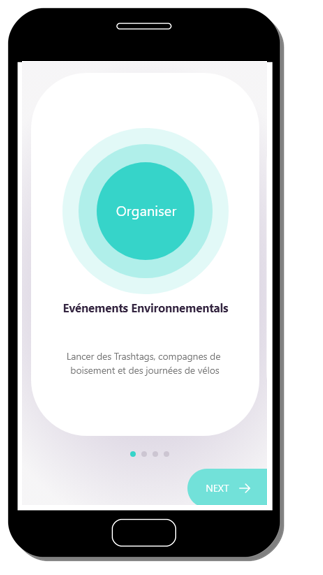 Organiser
Evénements Environnementals
Lancer des Trashtags, compagnes de
boisement et des journées de vélos
NEXT